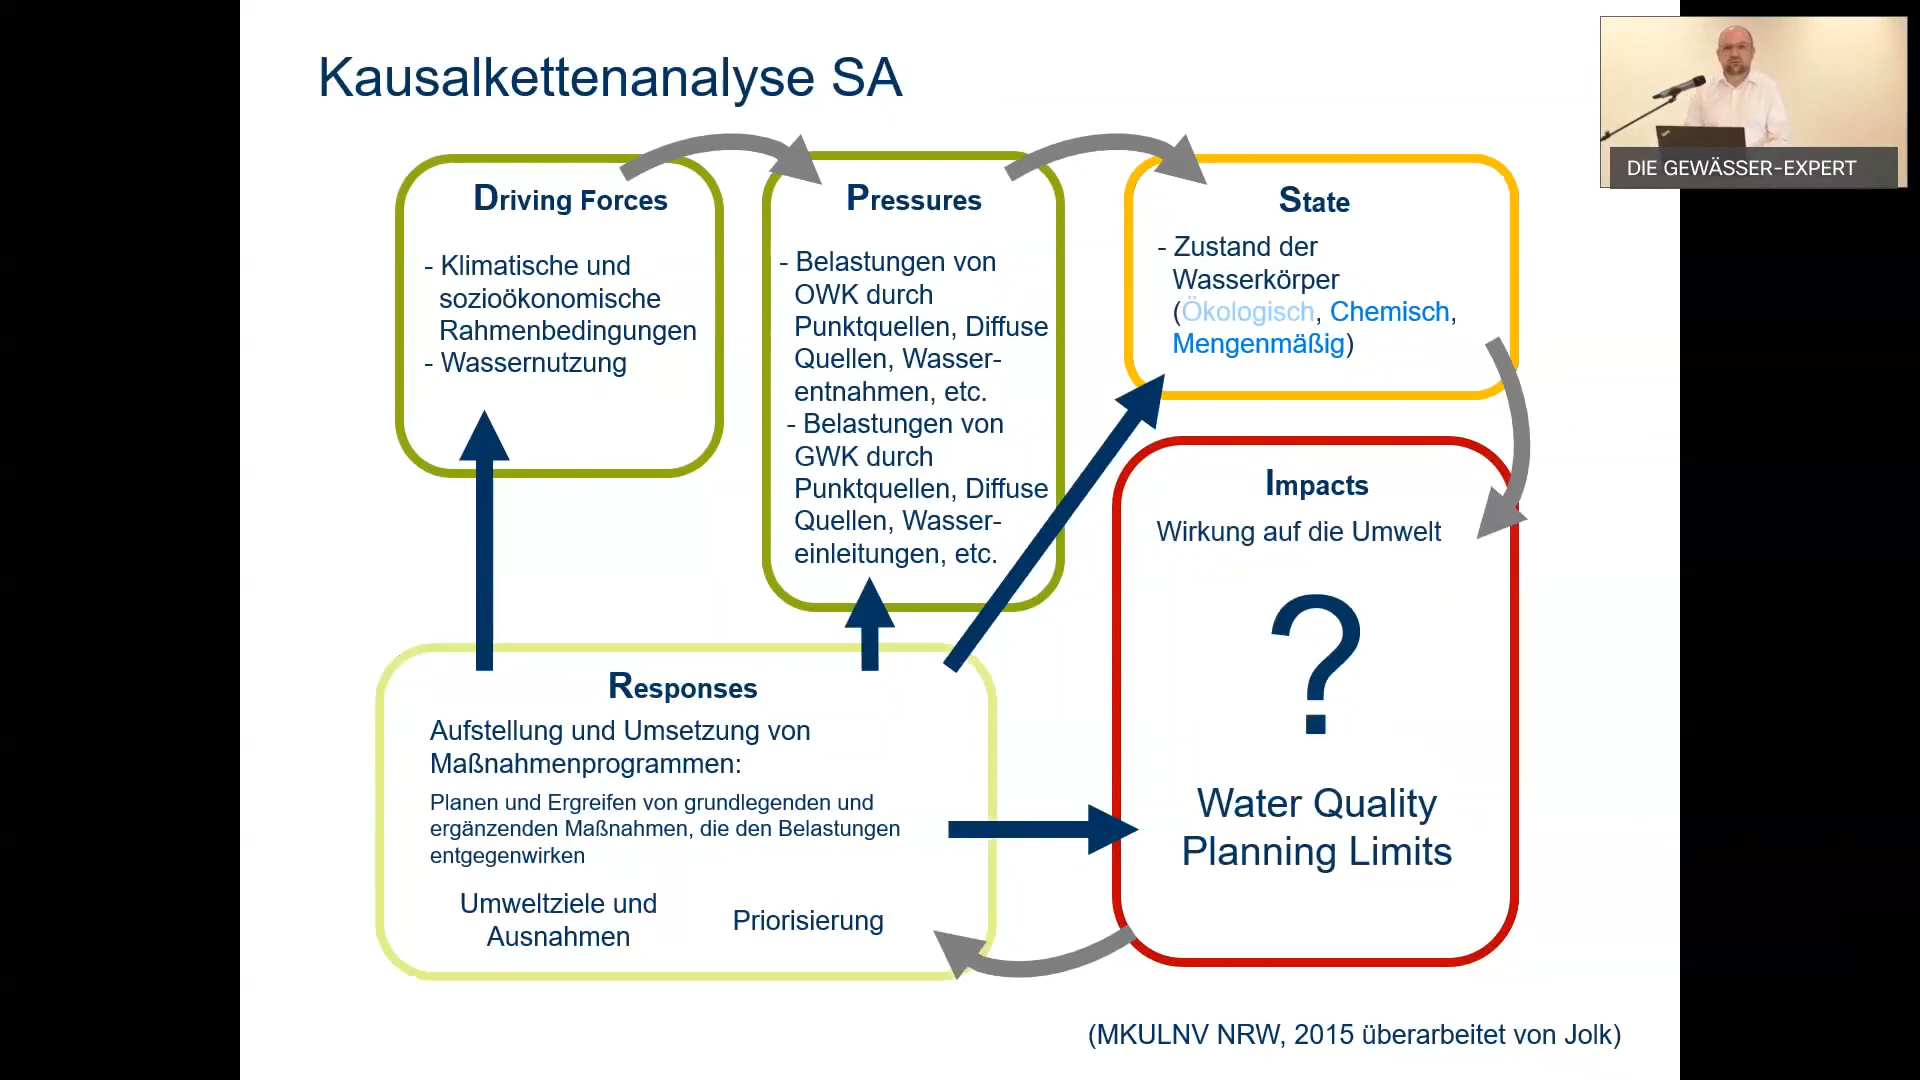 Kausalkettenanalyse SA
DIE GEWÄSSER-EXPERT
Driving Forces
- Klimatische und
sozioökonomische
Rahmenbedingungen
- Wassernutzung
Pressures
- Belastungen von
OWK durch
Punktquellen, Diffuse
Quellen, Wasser-
entnahmen, etc.
- Belastungen von
GWK durch
Punktquellen, Diffuse
Quellen, Wasser-
einleitungen, etc.
State
- Zustand der
Wasserkörper
(Ökologisch, Chemisch,
Mengenmäßig)
Impacts
Wirkung auf die Umwelt
?
Water Quality
Planning Limits
Responses
Aufstellung und Umsetzung von
Maßnahmenprogrammen:
Planen und Ergreifen von grundlegenden und
ergänzenden Maßnahmen, die den Belastungen
entgegenwirken
Umweltziele und
Ausnahmen
Priorisierung
(MKULNV NRW, 2015 überarbeitet von Jolk)